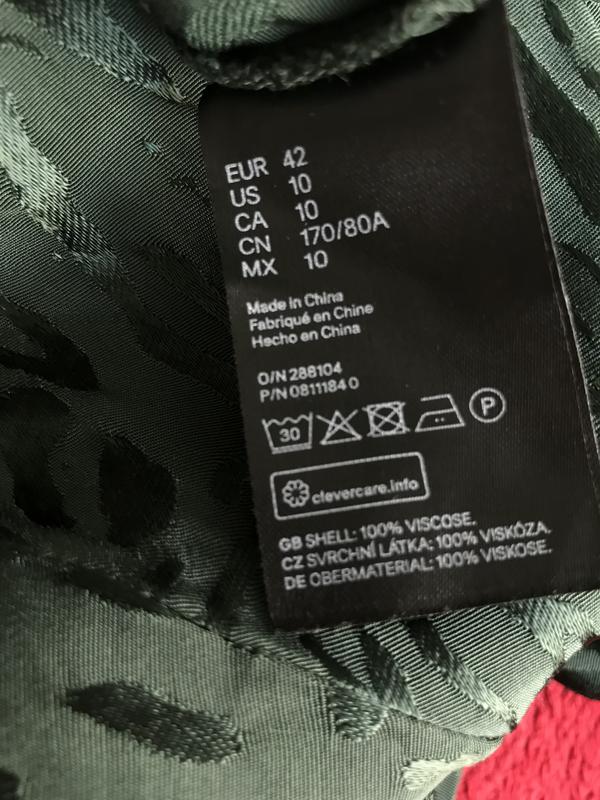 EUR 42
US 10
CA 10
CN 170/80A
MX 10
Made in China
Fabriqué en Chine
Hecho en China
O/N 288104
P/N 0811184 0
30
P
clevercare.info
GB SHELL: 100% VISCOSE.
CZ SVRCHNÍ LÁTKA: 100% VISKÓZA.
DE OBERMATERIAL: 100% VISKOSE.